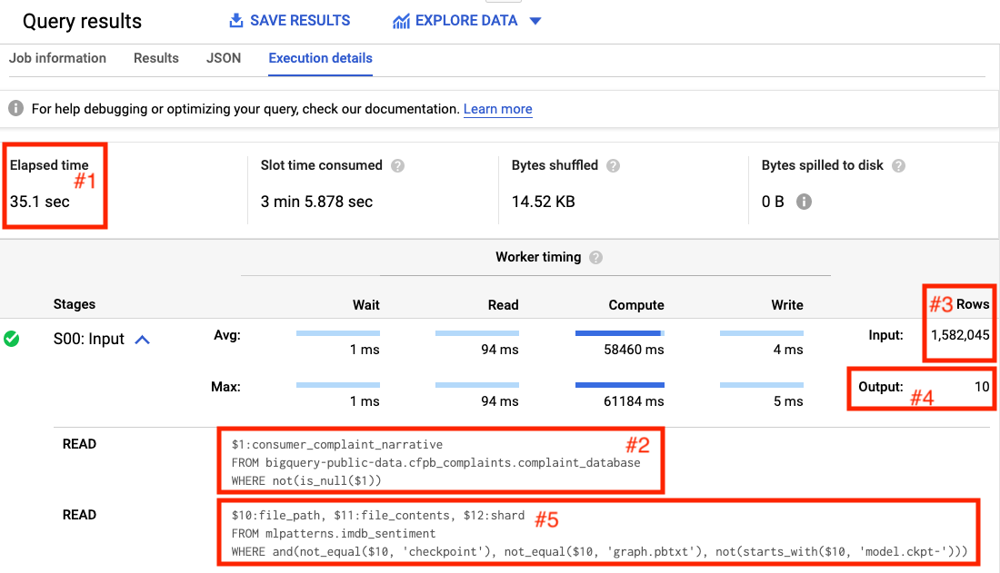 Query results
SAVE RESULTS
EXPLORE DATA
Job information Results JSON Execution details
For help debugging or optimizing your query, check our documentation. Learn more
Elapsed time Slot time consumed Bytes shuffled Bytes spilled to disk
#1
35.1 sec 3 min 5.878 sec 14.52 KB 0 B
Worker timing
Stages Wait Read Compute Write #3 Rows
S00: Input Avg: 1 ms 94 ms 58460 ms 4 ms Input: 1,582,045
Max: 1 ms 94 ms 61184 ms 5 ms Output: 10
#4
READ $1:consumer_complaint_narrative #2
FROM bigquery-public-data.cfpb_complaints.complaint_database
WHERE not(is_null($1))
READ $10:file_path, $11:file_contents, $12:shard #5
FROM mlpatterns.imdb_sentiment
WHERE and(not_equal($10, 'checkpoint'), not_equal($10, 'graph.pbtxt'), not(starts_with($10, 'model.ckpt-')))